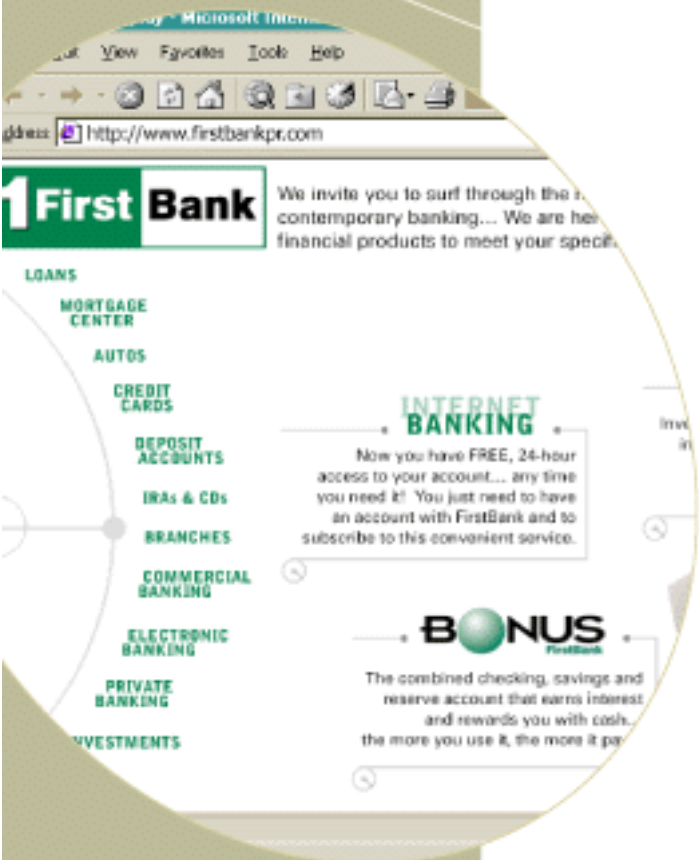 Microsoft
View Favorites Tools Help
http://www.firstbankpr.com
1 First Bank
We invite you to surf through the
contemporary banking... We are
financial products to meet your
LOANS
MORTGAGE
CENTER
AUTOS
CREDIT
CARDS
DEPOSIT
ACCOUNTS
IRAs & CDs
BRANCHES
COMMERCIAL
BANKING
ELECTRONIC
BANKING
PRIVATE
BANKING
NVESTMENTS
INTERNET
BANKING
Now you have FREE, 24-hour
access to your account... any time
you need it! You just need to have
an account with FirstBank and to
subscribe to this convenient service.
BONUS
FirstBank
The combined checking, savings and
reserve account that earns interest
and rewards you with cash...
the more you use it, the more it